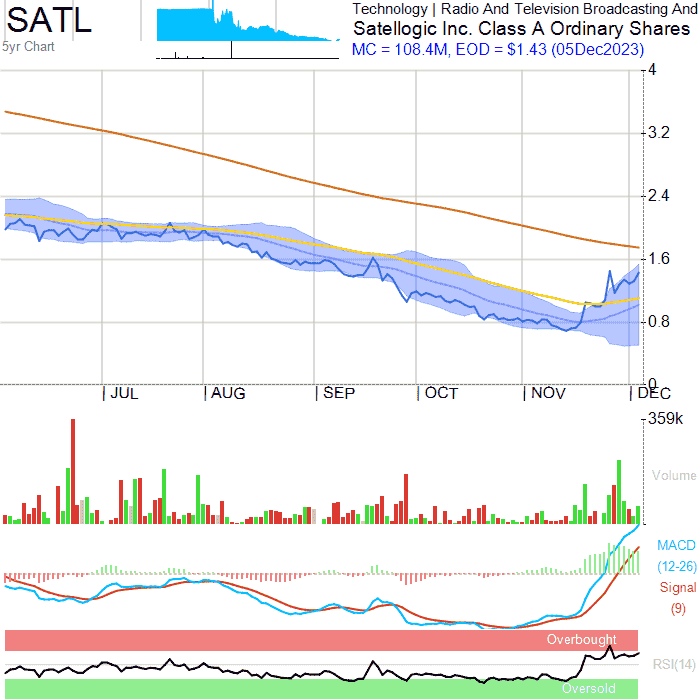 SATL
5yr Chart
Technology | Radio And Television Broadcasting And
Satellogic Inc. Class A Ordinary Shares
MC = 108.4M, EOD = $1.43 (05Dec2023)
4
3.2
2.4
1.6
0.8
0
JUL AUG SEP OCT NOV DEC
359k
Volume
MACD
(12-26)
Signal
(9)
Overbought
RSI(14)
Oversold